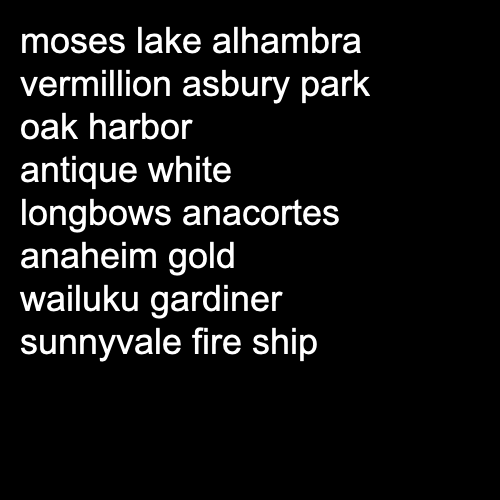 moses lake alhambra
vermillion asbury park
oak harbor
antique white
longbows anacortes
anaheim gold
wailuku gardiner
sunnyvale fire ship